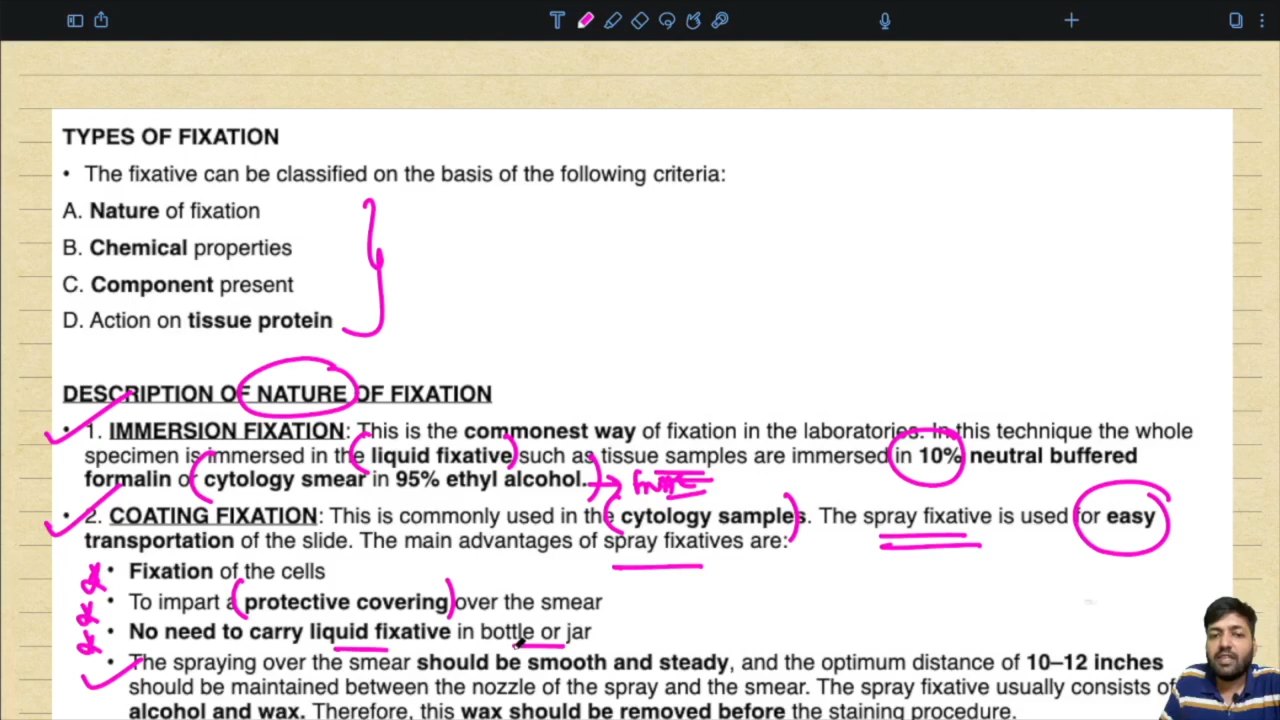 TYPES OF FIXATION
• The fixative can be classified on the basis of the following criteria:
A. Nature of fixation
B. Chemical properties
C. Component present
D. Action on tissue protein
DESCRIPTION OF NATURE OF FIXATION
• 1. IMMERSION FIXATION: This is the commonest way of fixation in the laboratories. In this technique the whole
specimen is immersed in the liquid fixative such as tissue samples are immersed in 10% neutral buffered
formalin or cytology smear in 95% ethyl alcohol.
• 2. COATING FIXATION: This is commonly used in the cytology samples. The spray fixative is used for easy
transportation of the slide. The main advantages of spray fixatives are:
• Fixation of the cells
• To impart a protective covering over the smear
• No need to carry liquid fixative in bottle or jar
• The spraying over the smear should be smooth and steady, and the optimum distance of 10–12 inches
should be maintained between the nozzle of the spray and the smear. The spray fixative usually consists of
alcohol and wax. Therefore, this wax should be removed before the staining procedure.